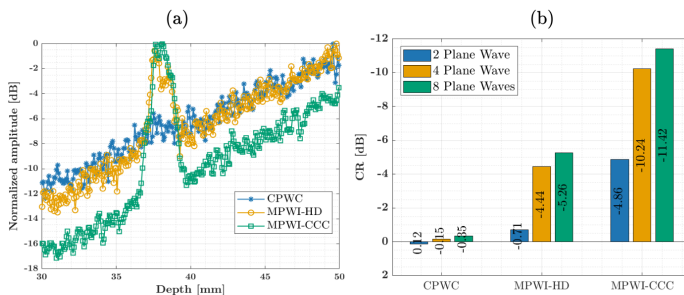 (a)
(b)
0
-2
-4
-6
-8
-10
-12
-14
-16
-18
Normalized amplitude [dB]
30
35
40
45
50
Depth [mm]
CPWC
MPWI-HD
MPWI-CCC
-12
-10
-8
-6
-4
-2
0
2
CR [dB]
2 Plane Wave
4 Plane Wave
8 Plane Waves
0.12
-0.15
-0.35
-0.71
-4.44
-5.26
-4.86
-10.24
-11.42
CPWC
MPWI-HD
MPWI-CCC